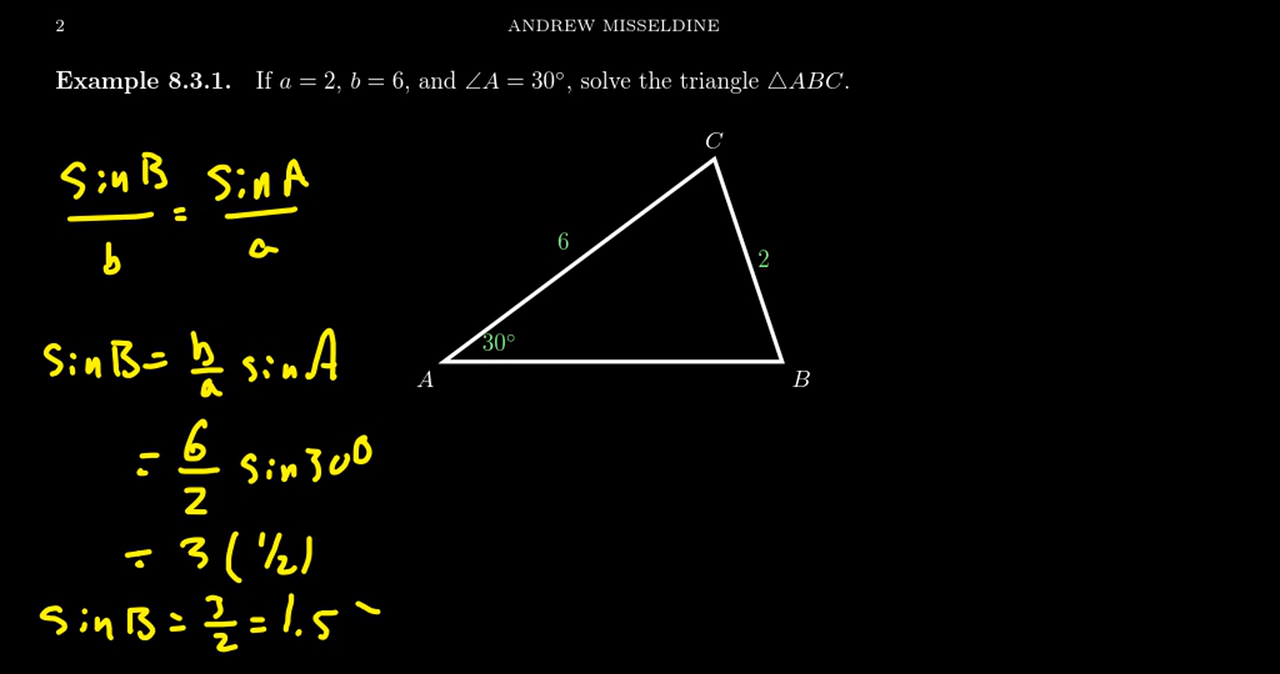 2 ANDREW MISSELDINE
Example 8.3.1. If a = 2, b = 6, and ∠A = 30°, solve the triangle △ABC.
C
sin B / b = sin A / a
6
2
30°
A
B
sin B = b/a sin A
= 6/2 sin 30°
= 3 (1/2)
sin B = 3/2 = 1.5